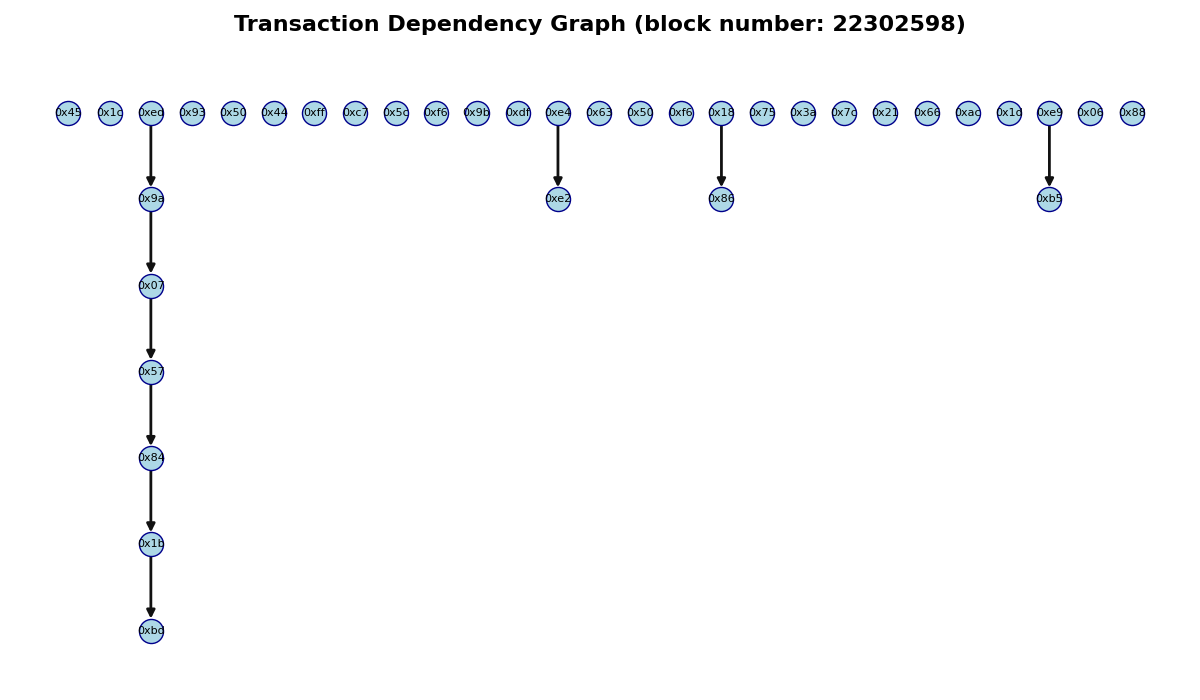 Transaction Dependency Graph (block number: 22302598)
0x45 0x1c 0xed 0x93 0x50 0x44 0xff 0xc7 0x5c 0xf6 0x9b 0xdf 0xe4 0x63 0x50 0xf6 0x18 0x75 0x3a 0x7c 0x21 0x66 0xac 0x1d 0xe9 0x06 0x88
0x9a 0xe2 0x86 0xb5
0x07
0x57
0x84
0x1b
0xbd